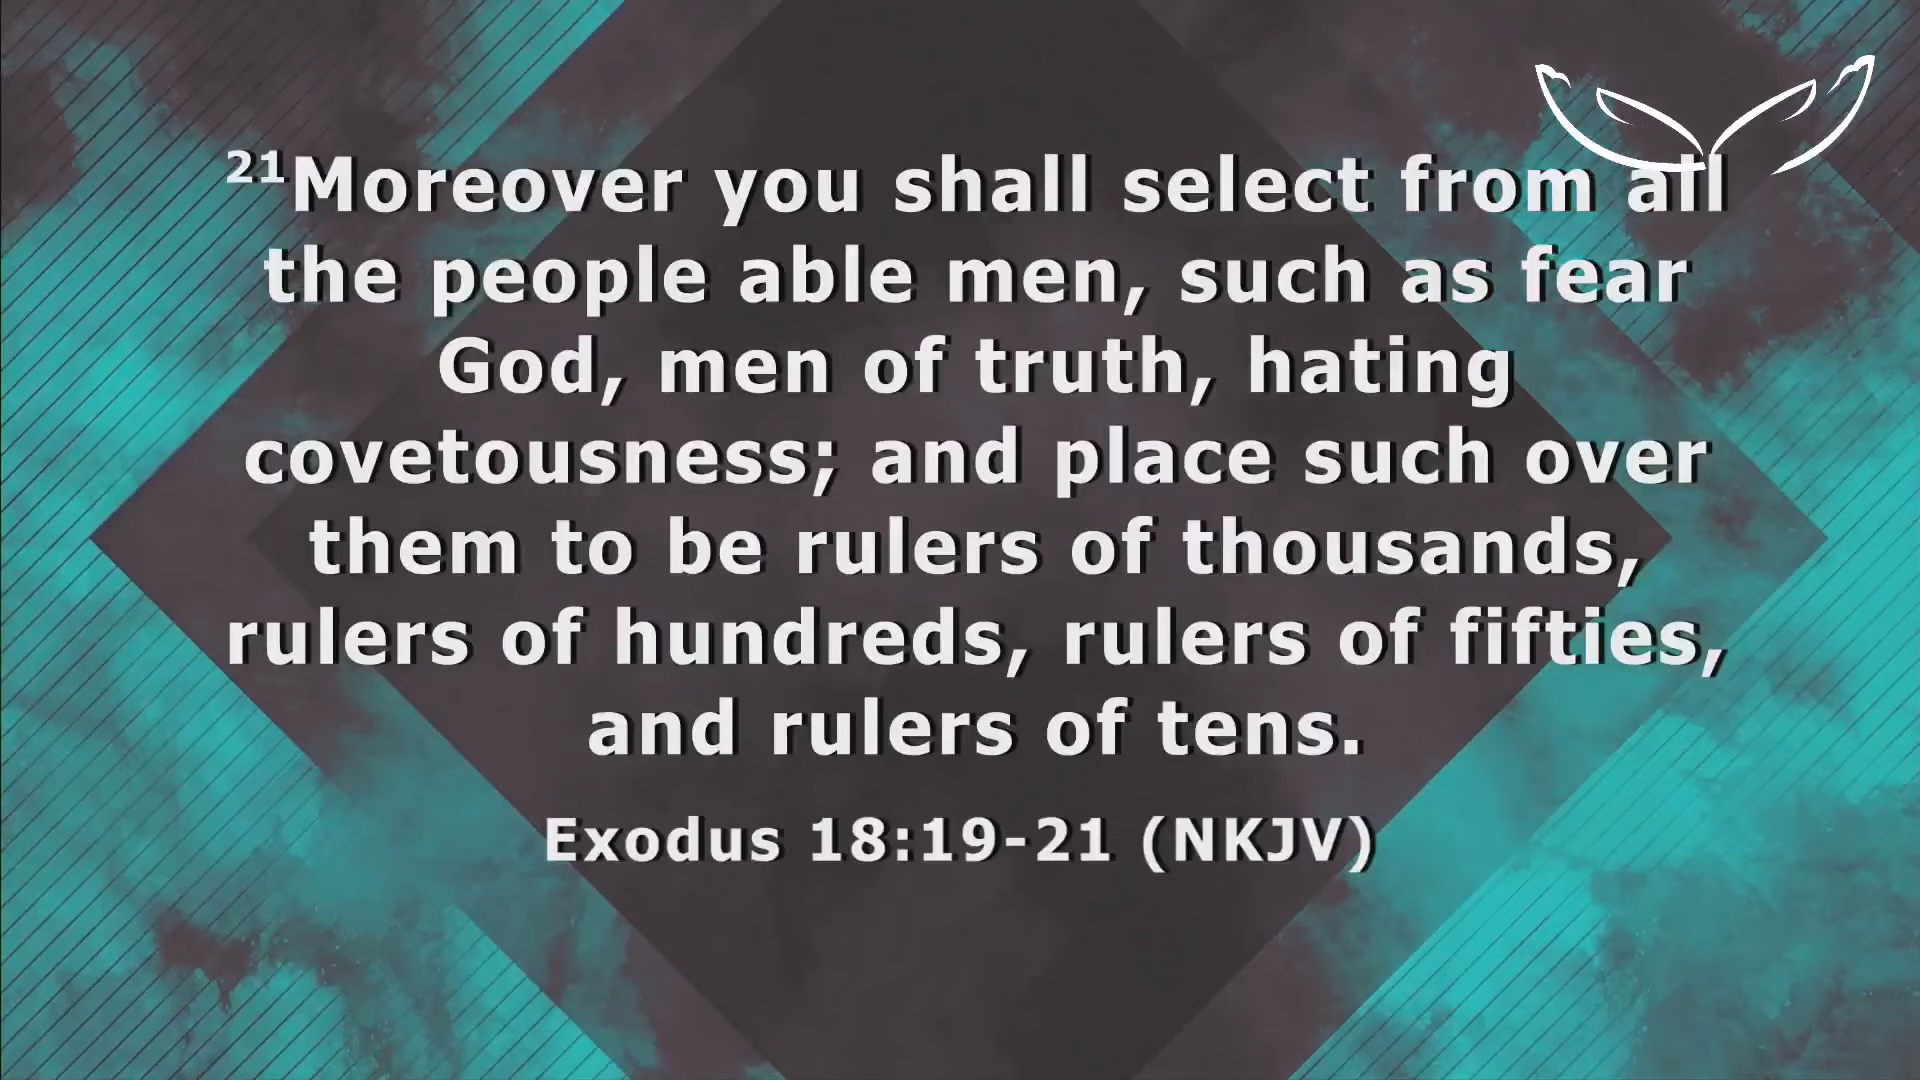 21Moreover you shall select from all
the people able men, such as fear
God, men of truth, hating
covetousness; and place such over
them to be rulers of thousands,
rulers of hundreds, rulers of fifties,
and rulers of tens.
Exodus 18:19-21 (NKJV)